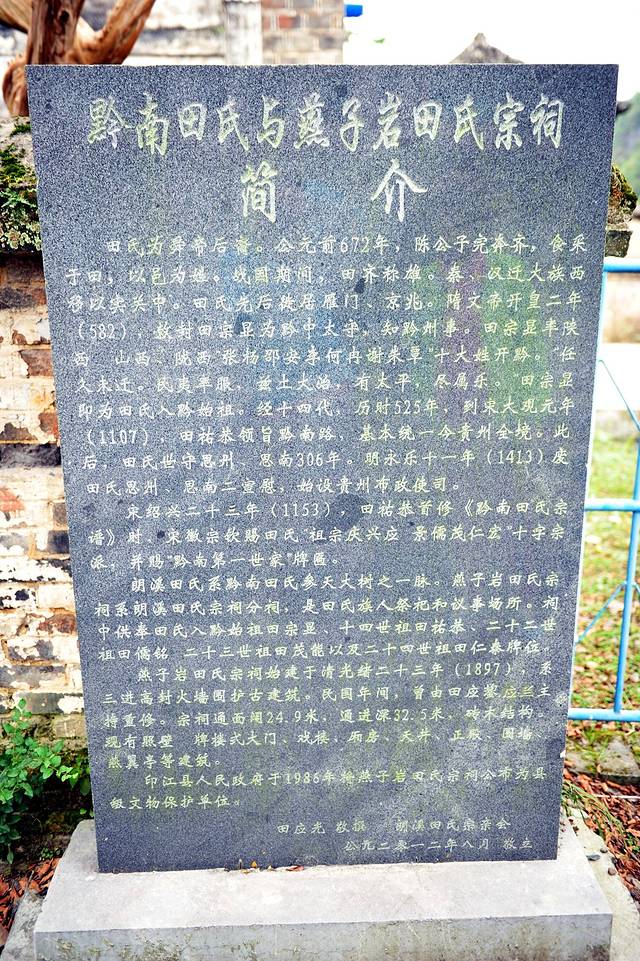 黔南田氏与燕子岩田氏宗祠
简 介
田氏为舜帝后裔。公元前672年，陈公子完奔齐，食采
于田，以邑为姓。战国期间，田齐称雄。秦、汉迁大族西
移以实关中。田氏先后徙居雁门、京兆。隋文帝开皇二年
（582），敕封田宗显为黔中太守，知黔州事。田宗显率陕
西 山西、陇西“张杨邵安李何冉谢朱覃”十大姓开黔。“任
久未迁。民夷率服，疆土大治，有太平，尽属乐。”田宗显
即为田氏入黔始祖。经十四代，历时525年，到宋大观元年
（1107），田祐恭领旨黔南路，基本统一今贵州全境。此
后，田氏世守思州、思南306年。明永乐十一年（1413）废
田氏思州、思南二宣慰，始设贵州布政使司。
宋绍兴二十三年（1153），田祐恭首修《黔南田氏宗
谱》时，宋徽宗钦赐田氏“祖宗庆兴应 景儒茂仁宏”十字宗
派，并赐“黔南第一世家”牌匾。
朗溪田氏系黔南田氏参天大树之一脉。燕子岩田氏宗
祠系朗溪田氏宗祠分祠，是田氏族人祭祀和议事场所。祠
中供奉田氏入黔始祖田宗显、十四世祖田祐恭、二十二世
祖田儒铭 二十三世祖田茂能以及二十四世祖田仁泰牌位。
燕子岩田氏宗祠始建于清光绪二十三年（1897），系
三进高封火墙围护古建筑。民国年间，曾由田应黎应兰主
持重修。宗祠通面阔24.9米，通进深32.5米，砖木结构。
现有照壁 牌楼式大门、戏楼、厢房、天井、正殿、围墙、
燕翼亭等建筑。
印江县人民政府于1986年将燕子岩田氏宗祠公布为县
级文物保护单位。
田应光 敬撰 朗溪田氏宗亲会
公元二零一二年八月 敬立